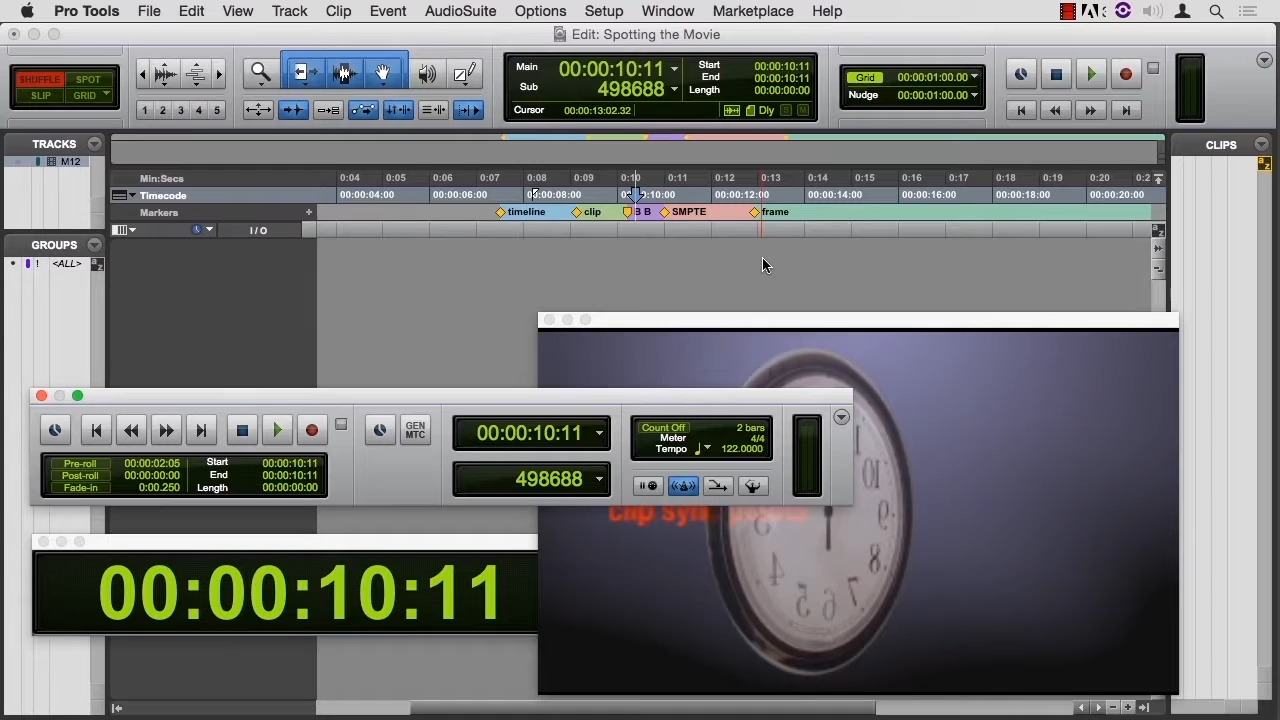 Pro Tools File Edit View Track Clip Event AudioSuite Options Setup Window Marketplace Help
Edit: Spotting the Movie
SHUFFLE SPOT
SLIP GRID
1 2 3 4 5
Main 00:00:10:11
Sub 498688
Start 00:00:10:11
End 00:00:10:11
Length 00:00:00:00
Cursor 00:00:13:02.32
Dly S M
Grid 00:00:01:00.00
Nudge 00:00:01:00.00
TRACKS
M12
GROUPS
! <ALL>
CLIPS
Min:Secs 0:04 0:05 0:06 0:07 0:08 0:09 0:10 0:11 0:12 0:13 0:14 0:15 0:16 0:17 0:18 0:19 0:20 0:2
Timecode 00:00:04:00 00:00:06:00 00:00:08:00 00:00:12:00 00:00:14:00 00:00:16:00 00:00:18:00 00:00:20:00
Markers + timeline clip B B SMPTE frame
I / O
GEN
MTC
Pre-roll 00:00:02:05
Post-roll 00:00:00:00
Fade-in 0:00.250
Start 00:00:10:11
End 00:00:10:11
Length 00:00:00:00
00:00:10:11
498688
Count Off 2 bars
Meter 4/4
Tempo 122.0000
00:00:10:11
clip sync points